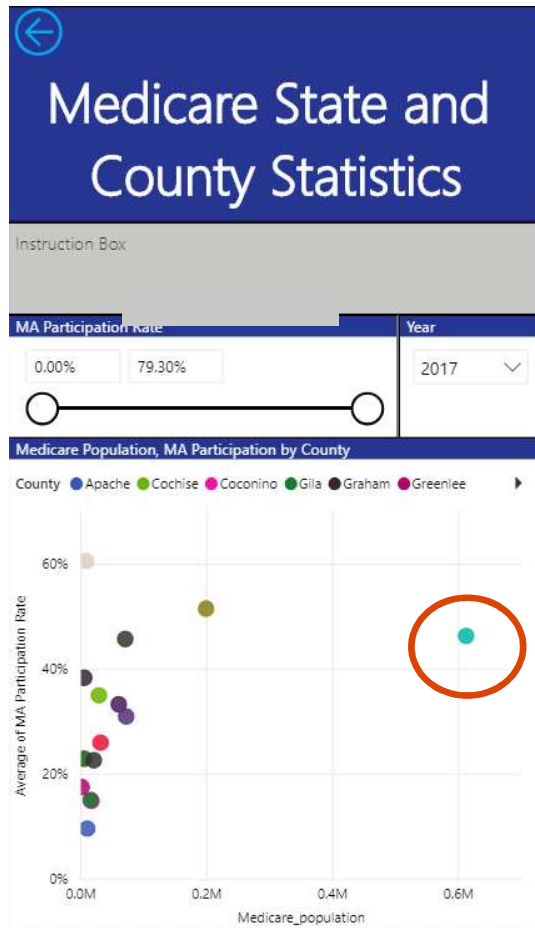 Medicare State and
County Statistics
Instruction Box
MA Participation Rate
Year
0.00% 79.30%
2017
Medicare Population, MA Participation by County
County Apache Cochise Coconino Gila Graham Greenlee
Average of MA Participation Rate
60%
40%
20%
0%
0.0M 0.2M 0.4M 0.6M
Medicare_population